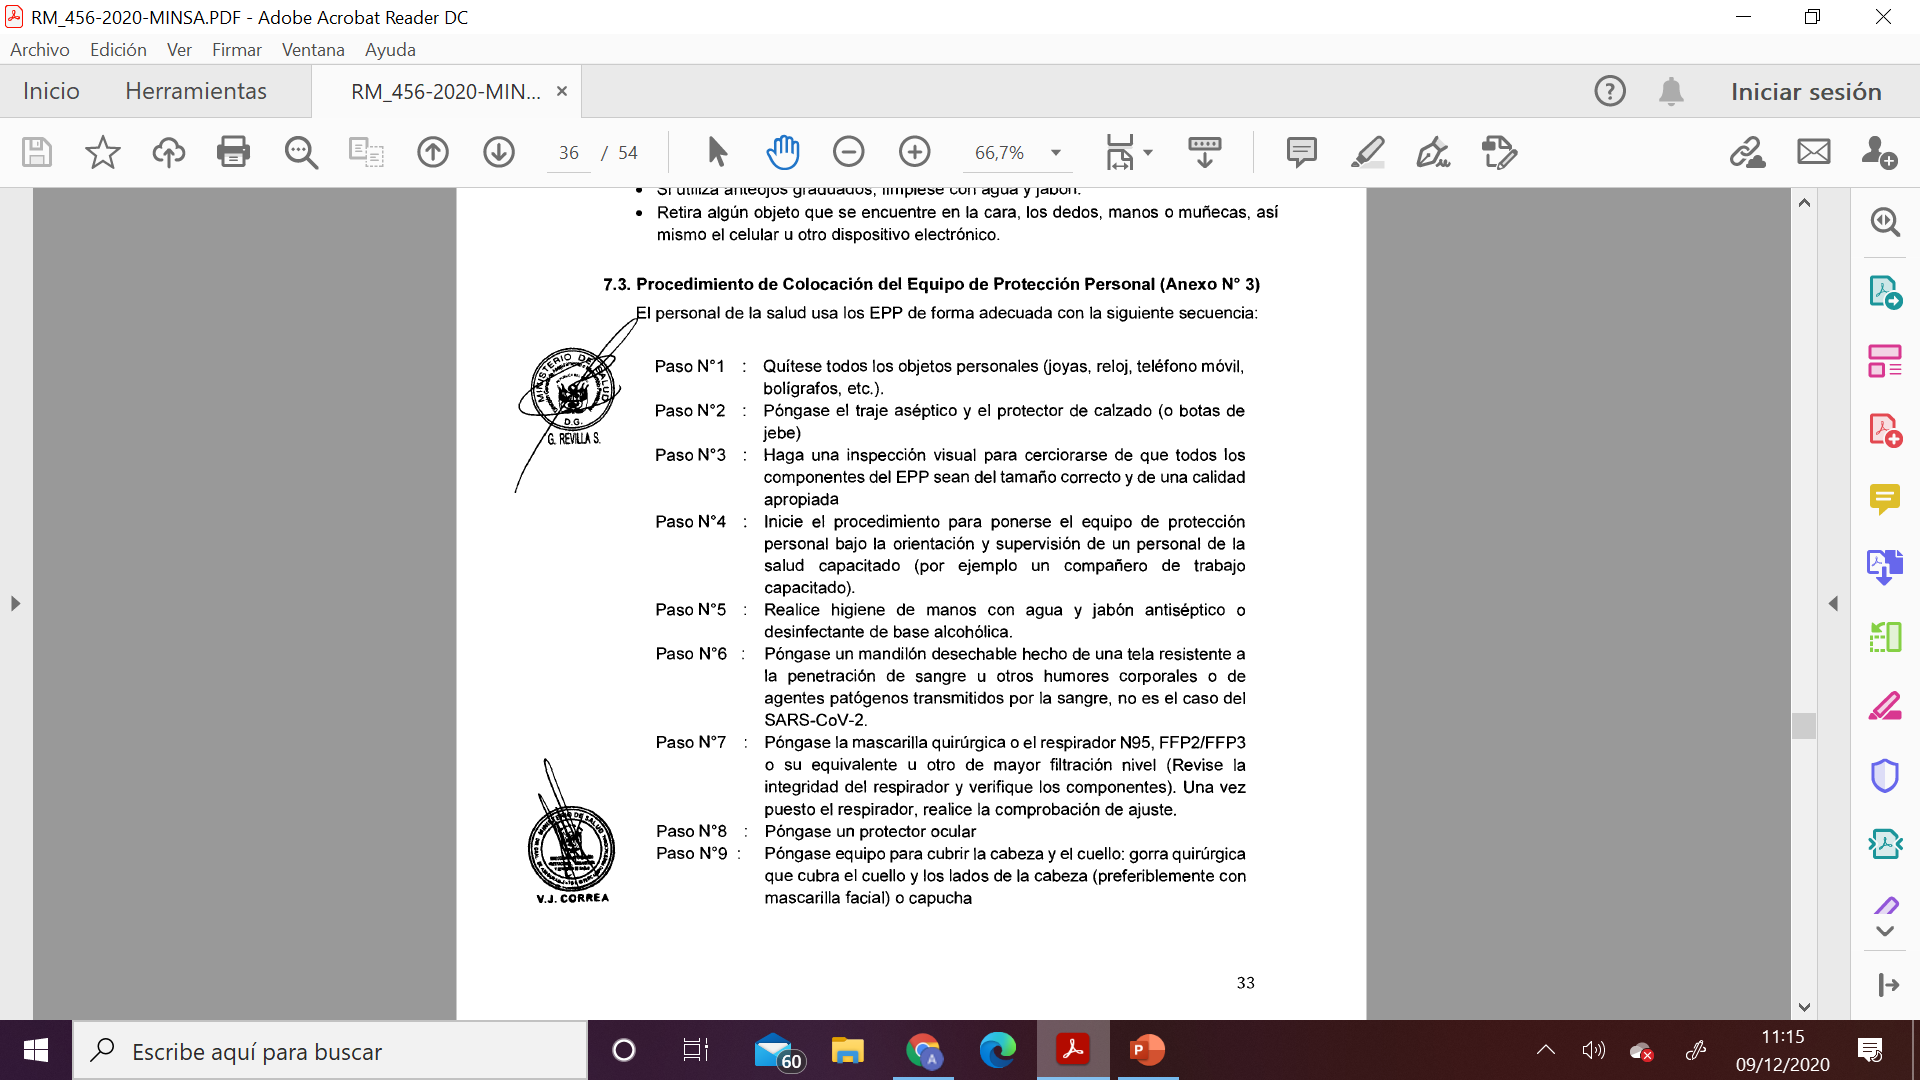 RM_456-2020-MINSA.PDF - Adobe Acrobat Reader DC
Archivo Edición Ver Firmar Ventana Ayuda
Inicio Herramientas RM_456-2020-MIN... Iniciar sesión
36 / 54 66,7%
• Si utiliza anteojos graduados, límpiese con agua y jabón.
• Retira algún objeto que se encuentre en la cara, los dedos, manos o muñecas, así
mismo el celular u otro dispositivo electrónico.
7.3. Procedimiento de Colocación del Equipo de Protección Personal (Anexo N° 3)
El personal de la salud usa los EPP de forma adecuada con la siguiente secuencia:
Paso N°1 : Quítese todos los objetos personales (joyas, reloj, teléfono móvil,
bolígrafos, etc.).
Paso N°2 : Póngase el traje aséptico y el protector de calzado (o botas de
jebe)
Paso N°3 : Haga una inspección visual para cerciorarse de que todos los
componentes del EPP sean del tamaño correcto y de una calidad
apropiada
Paso N°4 : Inicie el procedimiento para ponerse el equipo de protección
personal bajo la orientación y supervisión de un personal de la
salud capacitado (por ejemplo un compañero de trabajo
capacitado).
Paso N°5 : Realice higiene de manos con agua y jabón antiséptico o
desinfectante de base alcohólica.
Paso N°6 : Póngase un mandilón desechable hecho de una tela resistente a
la penetración de sangre u otros humores corporales o de
agentes patógenos transmitidos por la sangre, no es el caso del
SARS-CoV-2.
Paso N°7 : Póngase la mascarilla quirúrgica o el respirador N95, FFP2/FFP3
o su equivalente u otro de mayor filtración nivel (Revise la
integridad del respirador y verifique los componentes). Una vez
puesto el respirador, realice la comprobación de ajuste.
Paso N°8 : Póngase un protector ocular
Paso N°9 : Póngase equipo para cubrir la cabeza y el cuello: gorra quirúrgica
que cubra el cuello y los lados de la cabeza (preferiblemente con
mascarilla facial) o capucha
MINISTERIO DE SALUD
D.G.
G. REVILLA S.
MINISTERIO DE SALUD
V.J. CORREA
33
Escribe aquí para buscar
60
A
P
11:15
09/12/2020